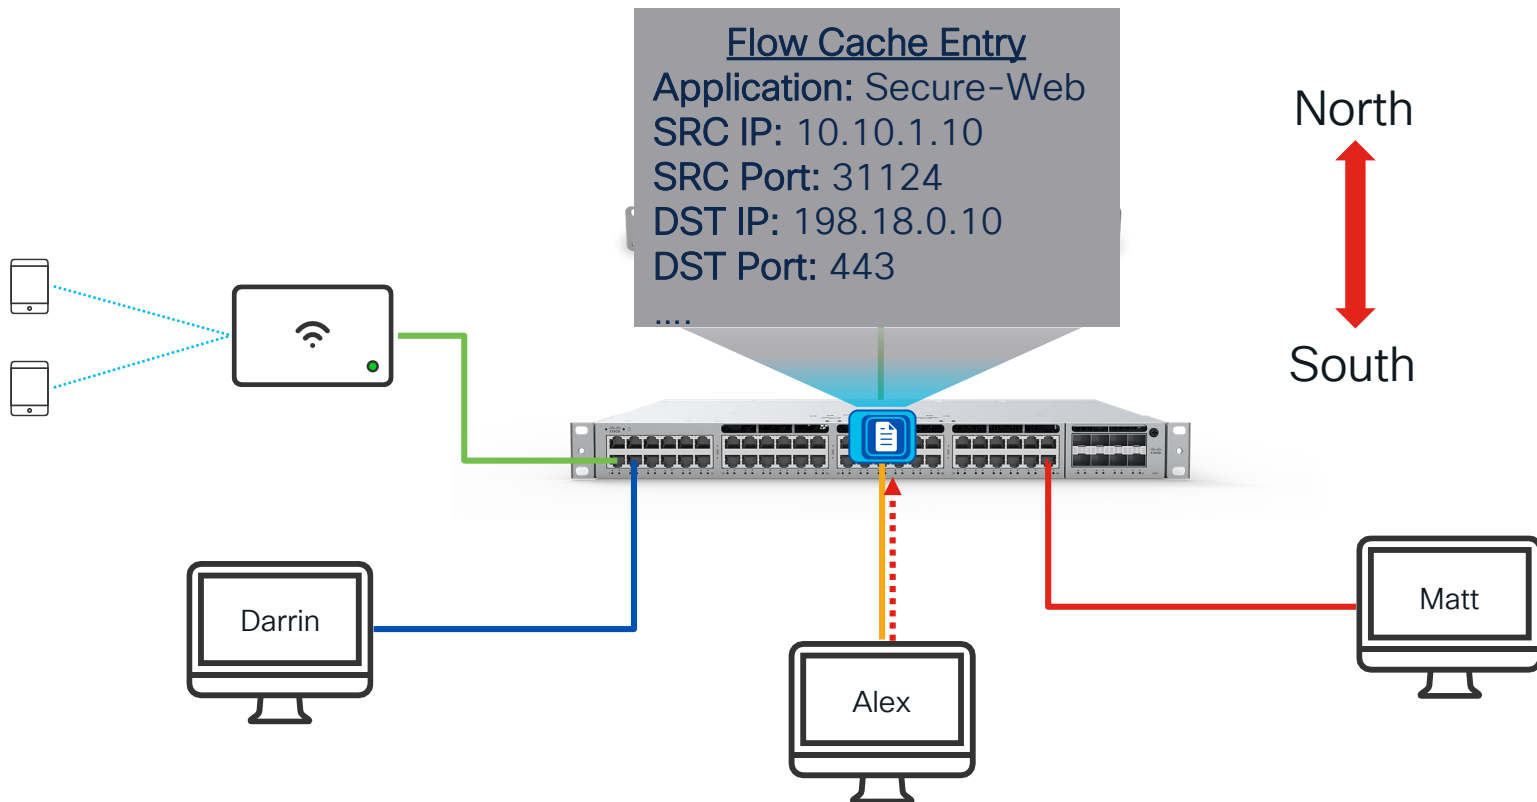 Flow Cache Entry
Application: Secure-Web
SRC IP: 10.10.1.10
SRC Port: 31124
DST IP: 198.18.0.10
DST Port: 443
....
North
South
Darrin
Alex
Matt